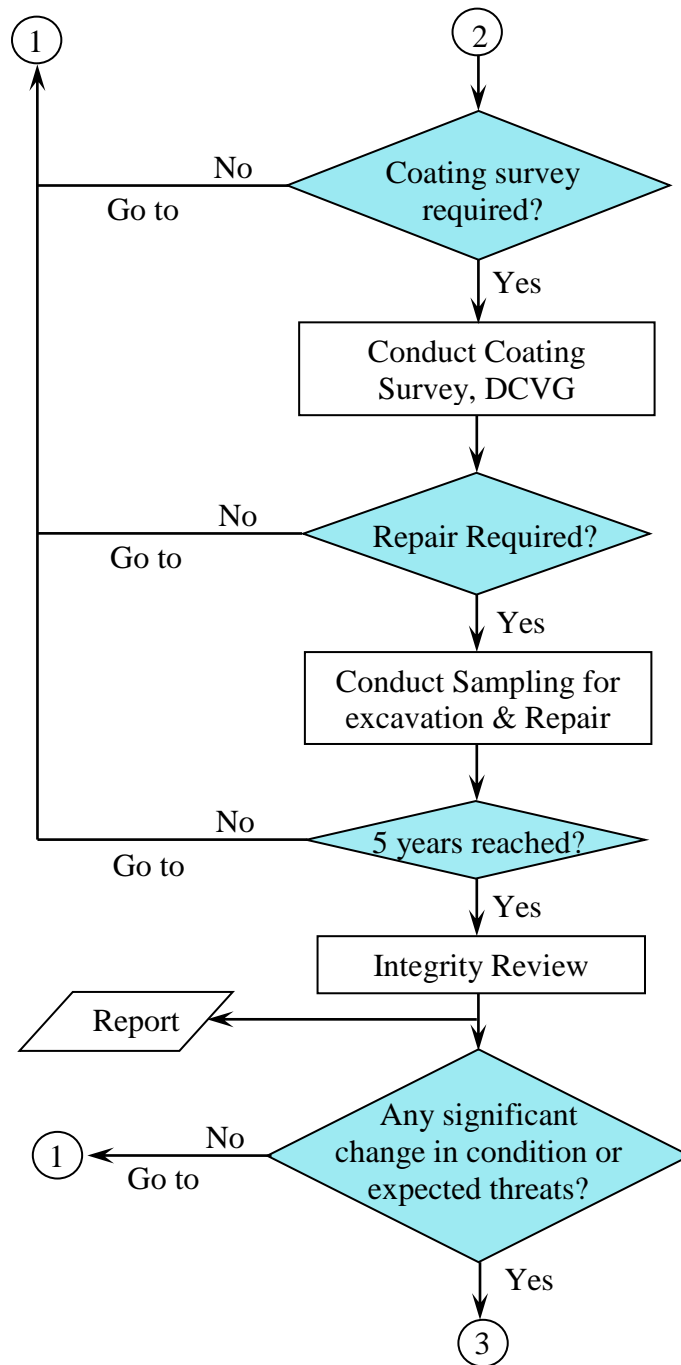 1
2
Coating survey
required?
No
Go to
Yes
Conduct Coating
Survey, DCVG
Repair Required?
No
Go to
Yes
Conduct Sampling for
excavation & Repair
5 years reached?
No
Go to
Yes
Integrity Review
Report
Any significant
change in condition or
expected threats?
No
Go to
1
Yes
3